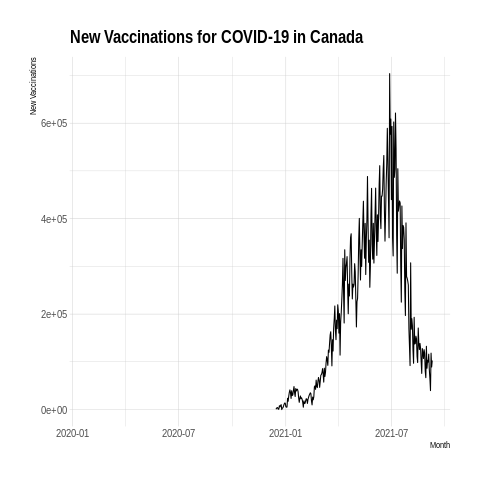 New Vaccinations for COVID-19 in Canada
New Vaccinations
6e+05
4e+05
2e+05
0e+00
2020-01
2020-07
2021-01
2021-07
Month